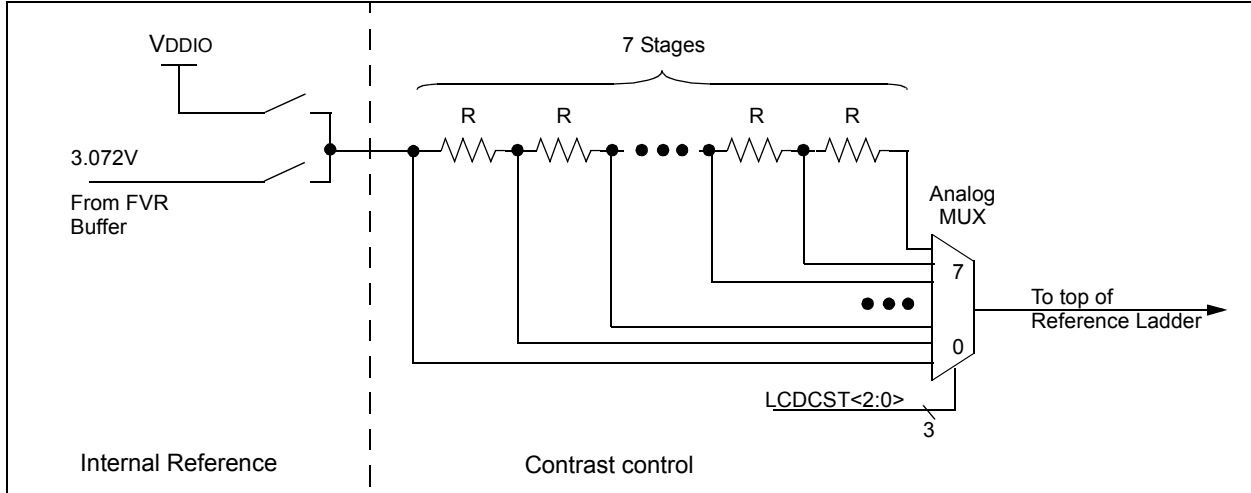 VDDIO
7 Stages
R
R
R
R
3.072V
From FVR
Buffer
Analog
MUX
7
0
To top of
Reference Ladder
LCDCST<2:0>
3
Internal Reference
Contrast control